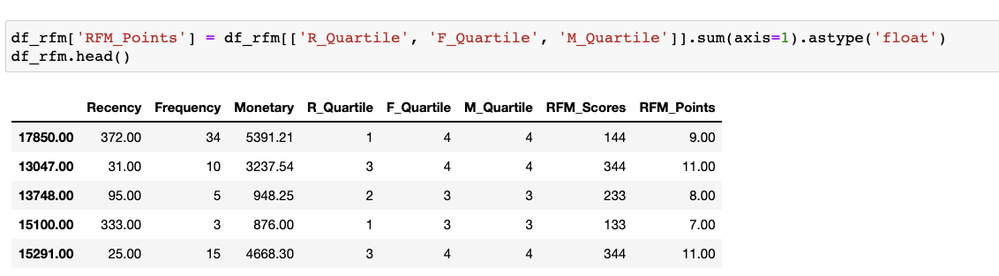 df_rfm['RFM_Points'] = df_rfm[['R_Quartile', 'F_Quartile', 'M_Quartile']].sum(axis=1).astype('float')
df_rfm.head()
Recency Frequency Monetary R_Quartile F_Quartile M_Quartile RFM_Scores RFM_Points
17850.00 372.00 34 5391.21 1 4 4 144 9.00
13047.00 31.00 10 3237.54 3 4 4 344 11.00
13748.00 95.00 5 948.25 2 3 3 233 8.00
15100.00 333.00 3 876.00 1 3 3 133 7.00
15291.00 25.00 15 4668.30 3 4 4 344 11.00